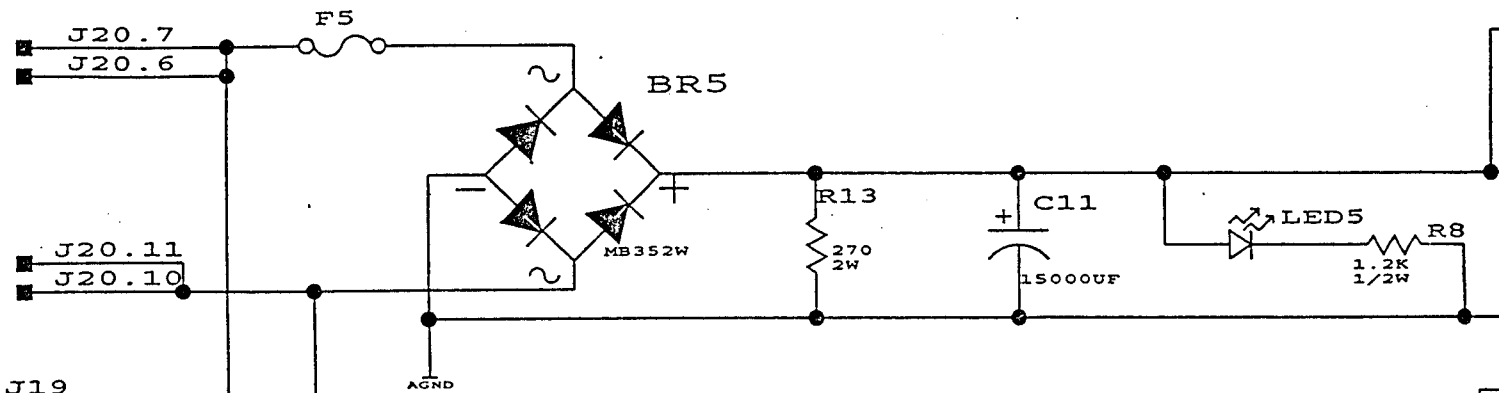 F5
J20.7
J20.6
BR5
R13
C11
+
LED5
R8
270
2W
MB352W
J20.11
J20.10
1.2K
1/2W
15000UF
AGND
J19